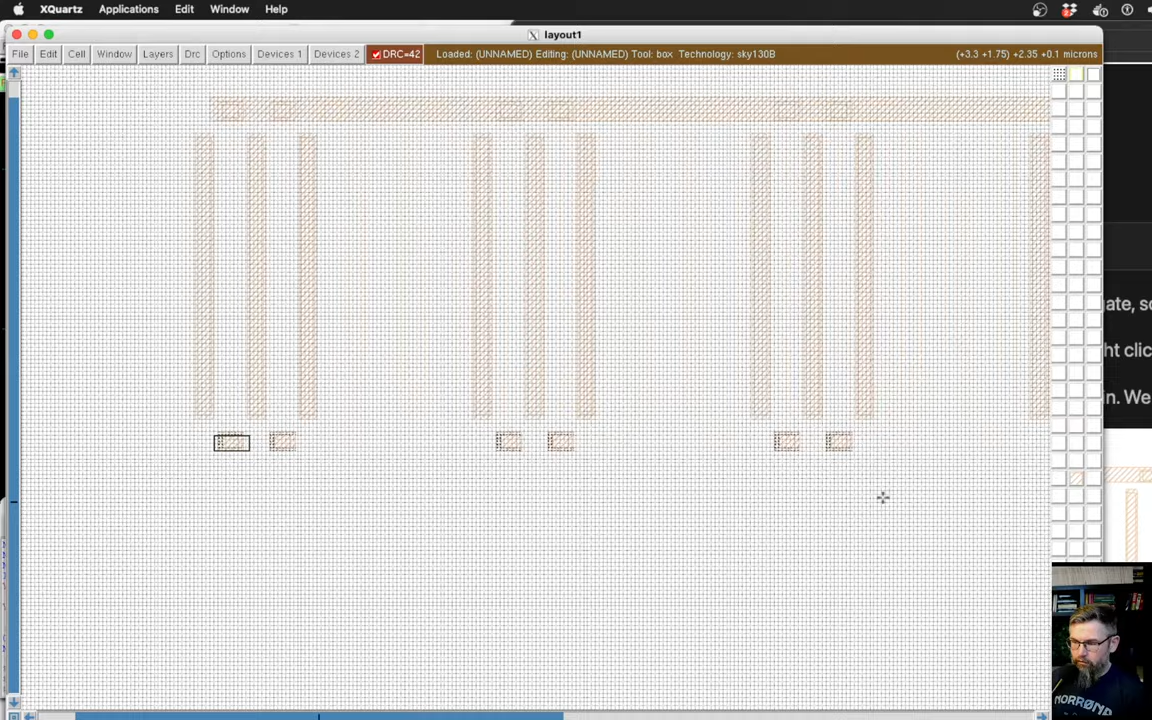 XQuartz Applications Edit Window Help
layout1
File Edit Cell Window Layers Drc Options Devices 1 Devices 2 DRC=42 Loaded: (UNNAMED) Editing: (UNNAMED) Tool: box Technology: sky130B (+3.3 +1.75) +2.35 +0.1 microns
ate, so
ht clic
n. We
NORRØNA